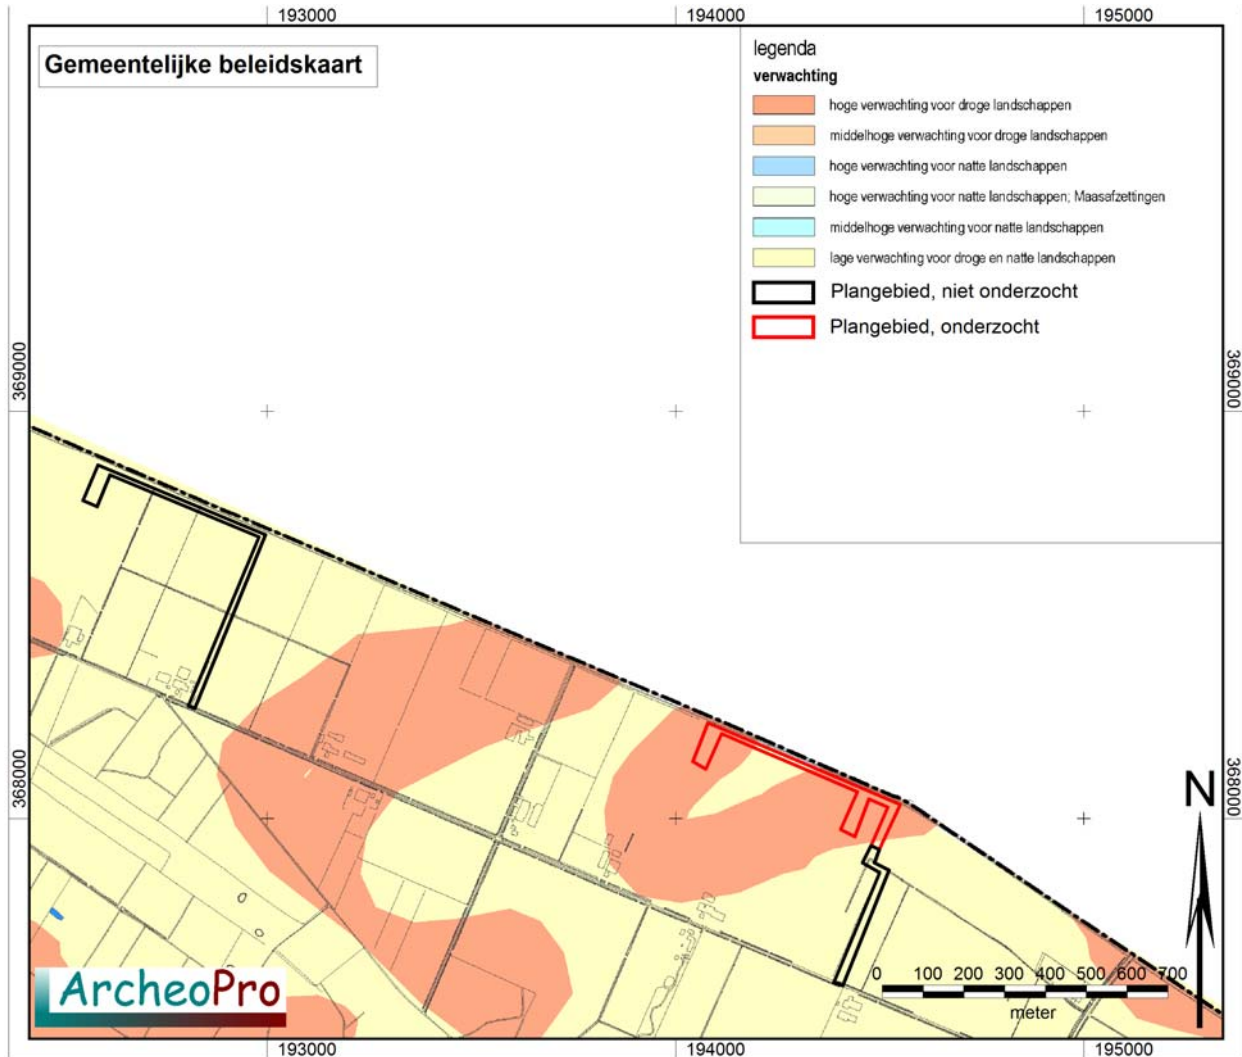 193000
194000
195000
Gemeentelijke beleidskaart
legenda
verwachting
hoge verwachting voor droge landschappen
middelhoge verwachting voor droge landschappen
hoge verwachting voor natte landschappen
hoge verwachting voor natte landschappen; Maasafzettingen
middelhoge verwachting voor natte landschappen
lage verwachting voor droge en natte landschappen
Plangebied, niet onderzocht
Plangebied, onderzocht
369000
369000
368000
368000
N
0 100 200 300 400 500 600 700
meter
ArcheoPro
193000
194000
195000